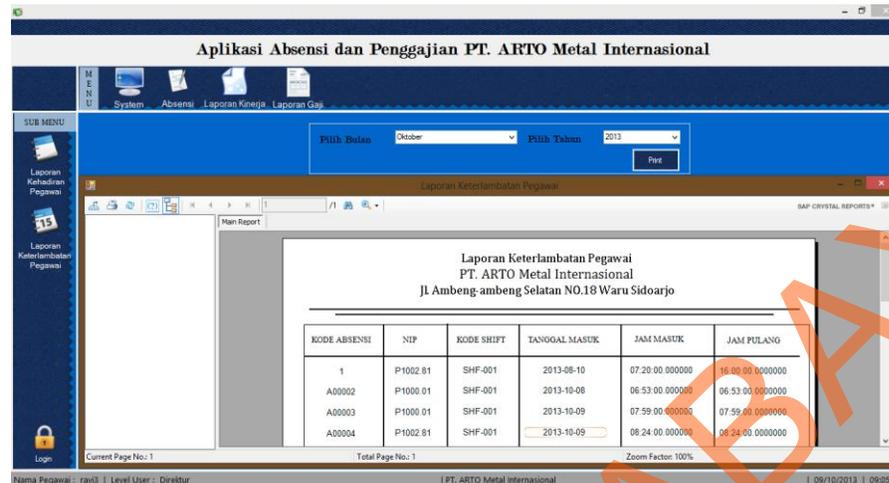 Aplikasi Absensi dan Penggajian PT. ARTO Metal Internasional
MENU
System Absensi Laporan Kinerja Laporan Gaji
SUB MENU
Pilih Bulan Oktober Pilih Tahun 2013
Print
Laporan Kehadiran Pegawai
15
Laporan Keterlambatan Pegawai
Login
Laporan Keterlambatan Pegawai
1 /1 SAP CRYSTAL REPORTS®
Main Report
Laporan Keterlambatan Pegawai
PT. ARTO Metal Internasional
Jl. Ambeng-ambeng Selatan NO.18 Waru Sidoarjo
KODE ABSENSI NIP KODE SHIFT TANGGAL MASUK JAM MASUK JAM PULANG
1 P1002.81 SHF-001 2013-08-10 07:20:00.000000 16:00:00.0000000
A00002 P1000.01 SHF-001 2013-10-08 06:53:00.000000 06:53:00.0000000
A00003 P1000.01 SHF-001 2013-10-09 07:59:00.000000 07:59:00.0000000
A00004 P1002.81 SHF-001 2013-10-09 08:24:00.000000 08:24:00.0000000
Current Page No.: 1 Total Page No.: 1 Zoom Factor: 100%
Nama Pegawai : ravi3 | Level User : Direktur | PT. ARTO Metal Internasional | 09/10/2013 | 09:05